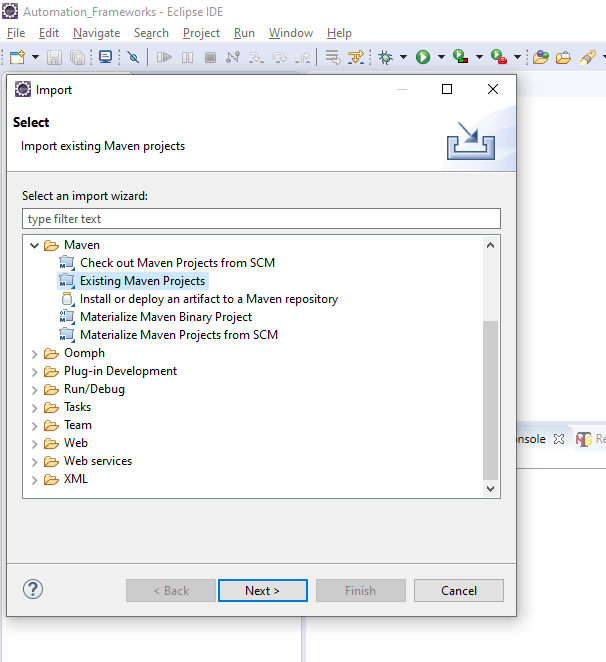 Automation_Frameworks - Eclipse IDE
File Edit Navigate Search Project Run Window Help
Import
Select
Import existing Maven projects
Select an import wizard:
type filter text
Maven
Check out Maven Projects from SCM
Existing Maven Projects
Install or deploy an artifact to a Maven repository
Materialize Maven Binary Project
Materialize Maven Projects from SCM
Oomph
Plug-in Development
Run/Debug
Tasks
Team
onsole Re
Web
Web services
XML
< Back Next > Finish Cancel